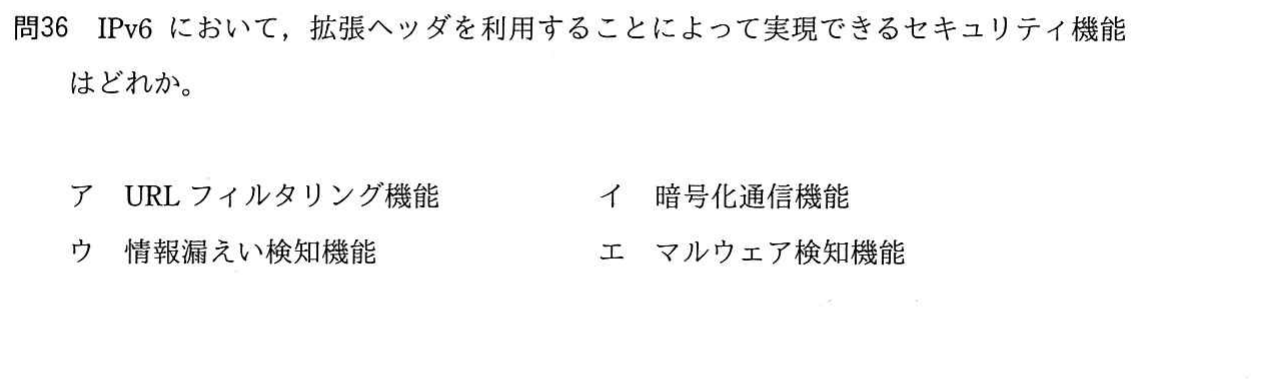 問36 IPv6 において，拡張ヘッダを利用することによって実現できるセキュリティ機能
はどれか。
ア URL フィルタリング機能 イ 暗号化通信機能
ウ 情報漏えい検知機能 エ マルウェア検知機能